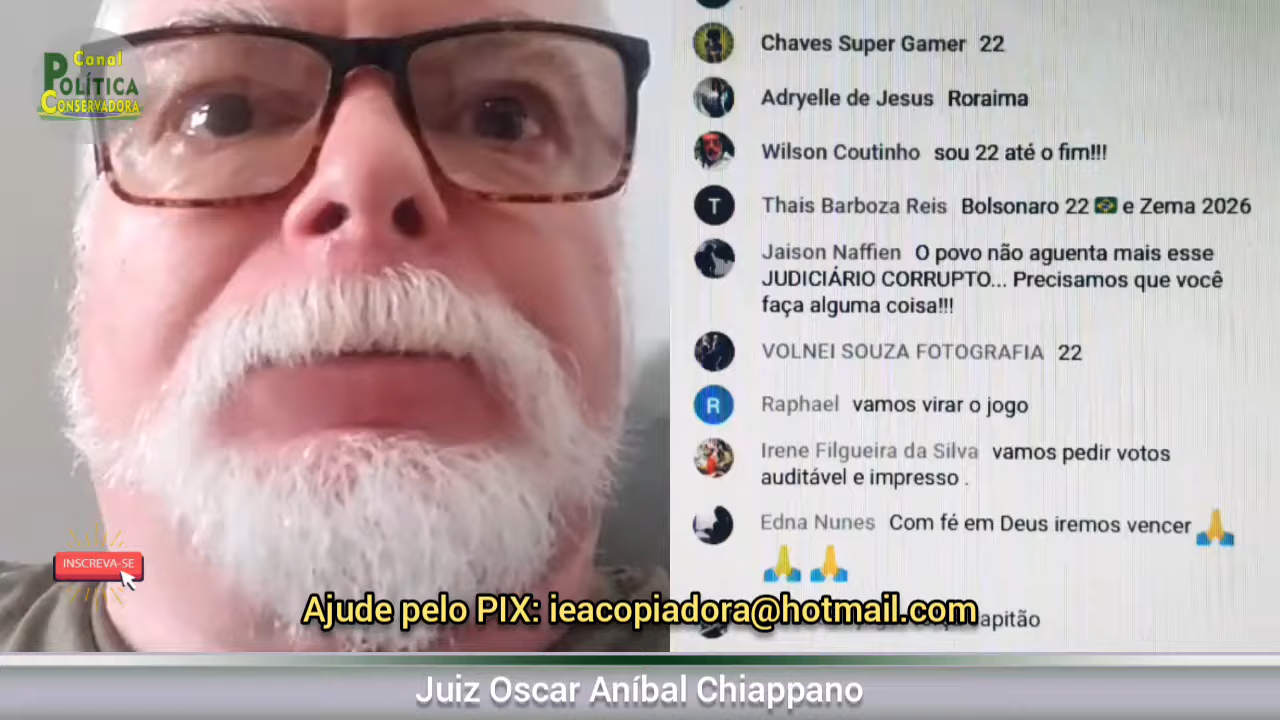 Canal
POLÍTICA
CONSERVADORA
Chaves Super Gamer 22
Adryelle de Jesus Roraima
Wilson Coutinho sou 22 até o fim!!!
T
Thais Barboza Reis Bolsonaro 22 🇧🇷 e Zema 2026
Jaison Naffien O povo não aguenta mais esse
JUDICIÁRIO CORRUPTO... Precisamos que você
faça alguma coisa!!!
VOLNEI SOUZA FOTOGRAFIA 22
R
Raphael vamos virar o jogo
Irene Filgueira da Silva vamos pedir votos
auditável e impresso .
Edna Nunes Com fé em Deus iremos vencer 🙏
🙏 🙏
INSCREVA-SE
Ajude pelo PIX: ieacopiadora@hotmail.com
Juiz Oscar Aníbal Chiappano